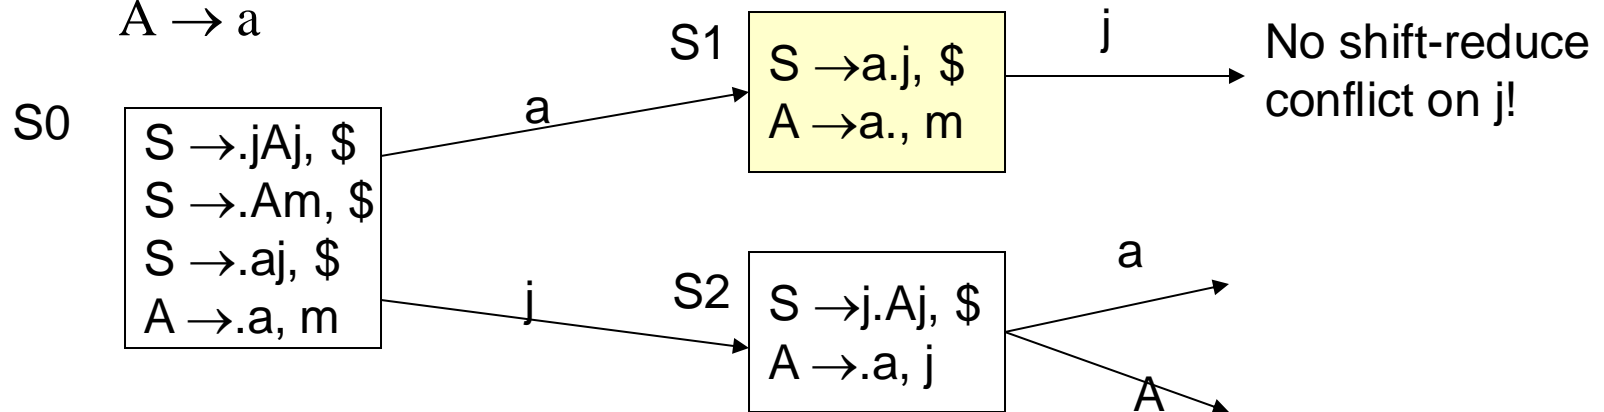 A → a
S0
S →.jAj, $
S →.Am, $
S →.aj, $
A →.a, m
a
j
S1
S →a.j, $
A →a., m
j
No shift-reduce
conflict on j!
S2
S →j.Aj, $
A →.a, j
a
A